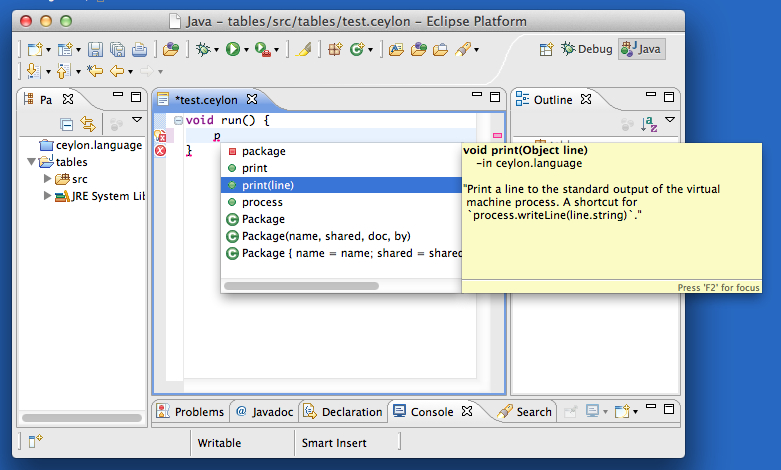 Java – tables/src/tables/test.ceylon – Eclipse Platform
Debug
Java
Pa
*test.ceylon
Outline
ceylon.language
tables
src
JRE System Lib
void run() {
p
}
package
print
print(line)
process
Package
Package(name, shared, doc, by)
Package { name = name; shared = shared
void print(Object line)
–in ceylon.language
"Print a line to the standard output of the virtual
machine process. A shortcut for
`process.writeLine(line.string)`."
Press 'F2' for focus
Problems
@ Javadoc
Declaration
Console
Search
Writable
Smart Insert